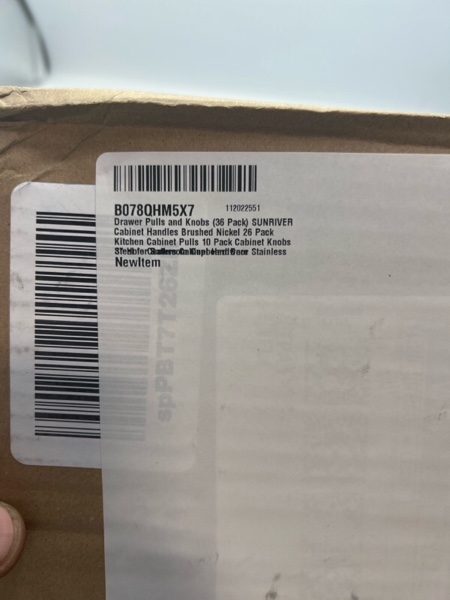 B078QHM5X7 112022551
Drawer Pulls and Knobs (36 Pack) SUNRIVER
Cabinet Handles Brushed Nickel 26 Pack
Kitchen Cabinet Pulls 10 Pack Cabinet Knobs
Stainless
NewItem